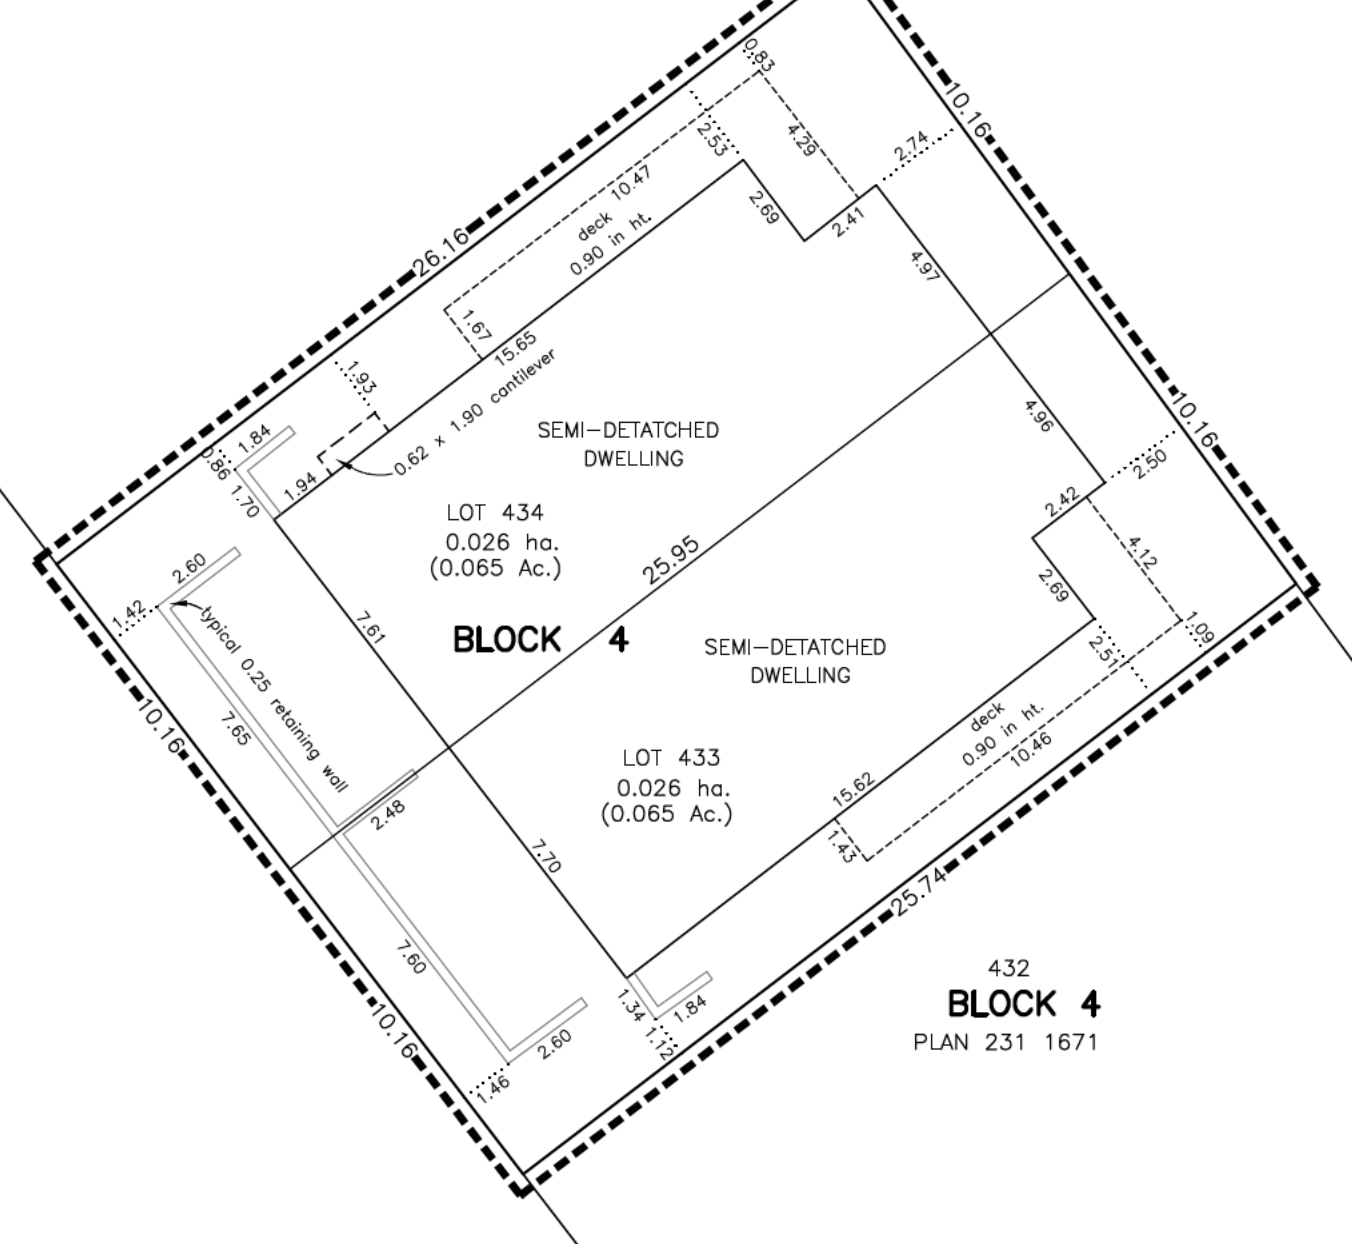 0.83
10.16
2.53
4.29
2.74
deck 10.47
0.90 in ht.
2.69
2.41
26.16
4.97
1.67
15.65
1.93
0.62 x 1.90 cantilever
1.84
0.86
1.70
1.94
SEMI-DETATCHED
DWELLING
4.96
10.16
2.50
2.42
4.12
LOT 434
0.026 ha.
(0.065 Ac.)
25.95
2.60
1.42
typical 0.25 retaining wall
7.61
2.69
1.09
2.51
BLOCK 4
SEMI-DETATCHED
DWELLING
10.16
7.65
deck
0.90 in ht.
10.46
LOT 433
0.026 ha.
(0.065 Ac.)
15.62
1.43
2.48
7.70
25.74
7.60
10.16
1.34
1.84
1.12
2.60
1.46
432
BLOCK 4
PLAN 231 1671